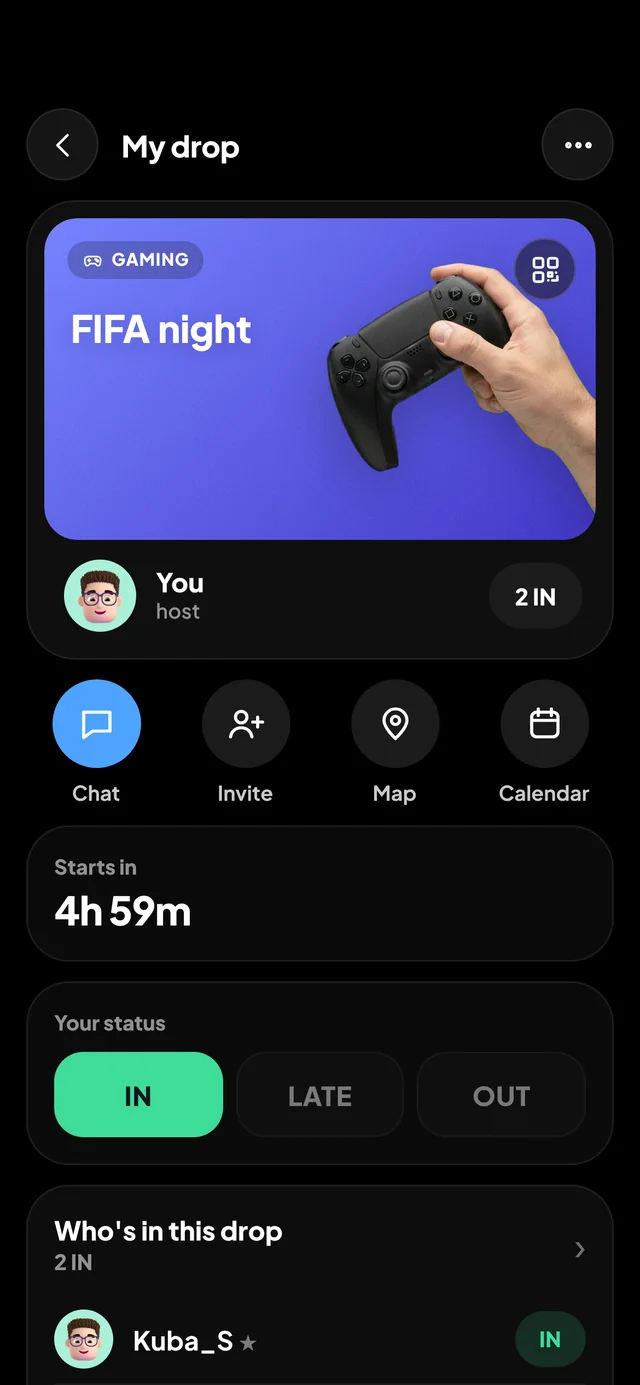 My drop
GAMING
FIFA night
You
host
2 IN
Chat
Invite
Map
Calendar
Starts in
4h 59m
Your status
IN
LATE
OUT
Who's in this drop
2 IN
Kuba_S ★
IN